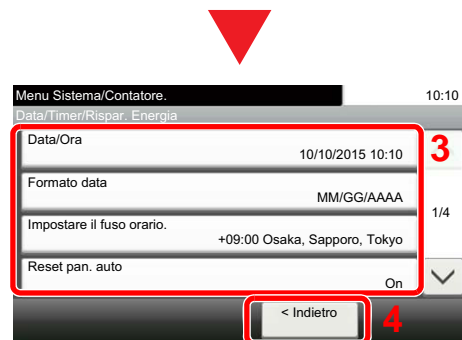 Menu Sistema/Contatore.
10:10
Data/Timer/Rispar. Energia
Data/Ora
10/10/2015 10:10
3
Formato data
MM/GG/AAAA
1/4
Impostare il fuso orario.
+09:00 Osaka, Sapporo, Tokyo
Reset pan. auto
On
< Indietro
4